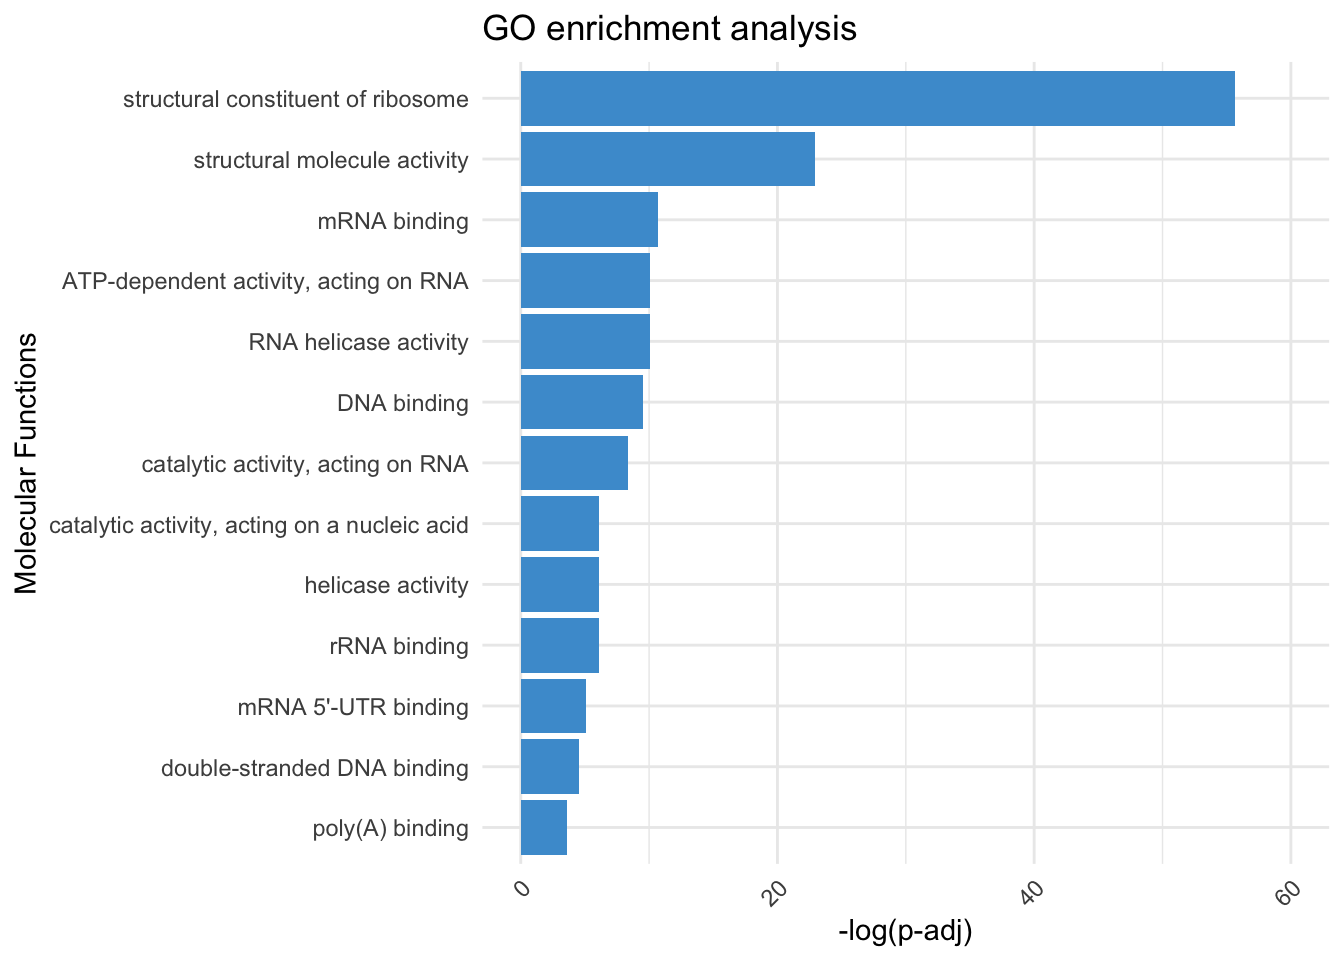 GO enrichment analysis
structural constituent of ribosome
structural molecule activity
mRNA binding
ATP-dependent activity, acting on RNA
RNA helicase activity
DNA binding
catalytic activity, acting on RNA
catalytic activity, acting on a nucleic acid
helicase activity
rRNA binding
mRNA 5'-UTR binding
double-stranded DNA binding
poly(A) binding
Molecular Functions
0 20 40 60
-log(p-adj)